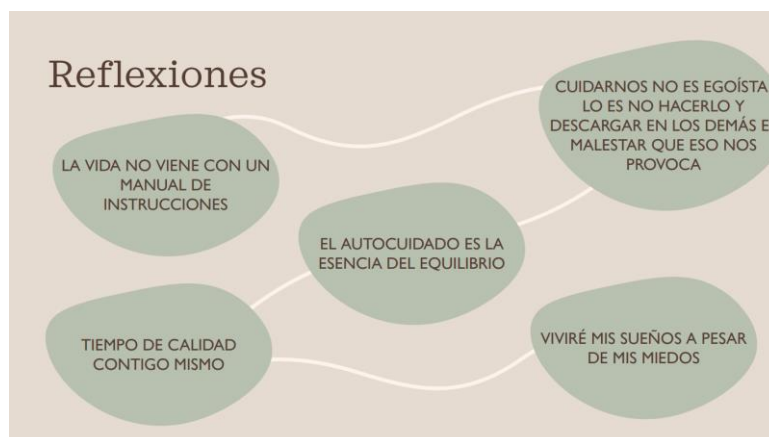 Reflexiones
LA VIDA NO VIENE CON UN
MANUAL DE
INSTRUCCIONES
CUIDARNOS NO ES EGOÍSTA
LO ES NO HACERLO Y
DESCARGAR EN LOS DEMÁS E
MALESTAR QUE ESO NOS
PROVOCA
EL AUTOCUIDADO ES LA
ESENCIA DEL EQUILIBRIO
TIEMPO DE CALIDAD
CONTIGO MISMO
VIVIRÉ MIS SUEÑOS A PESAR
DE MIS MIEDOS